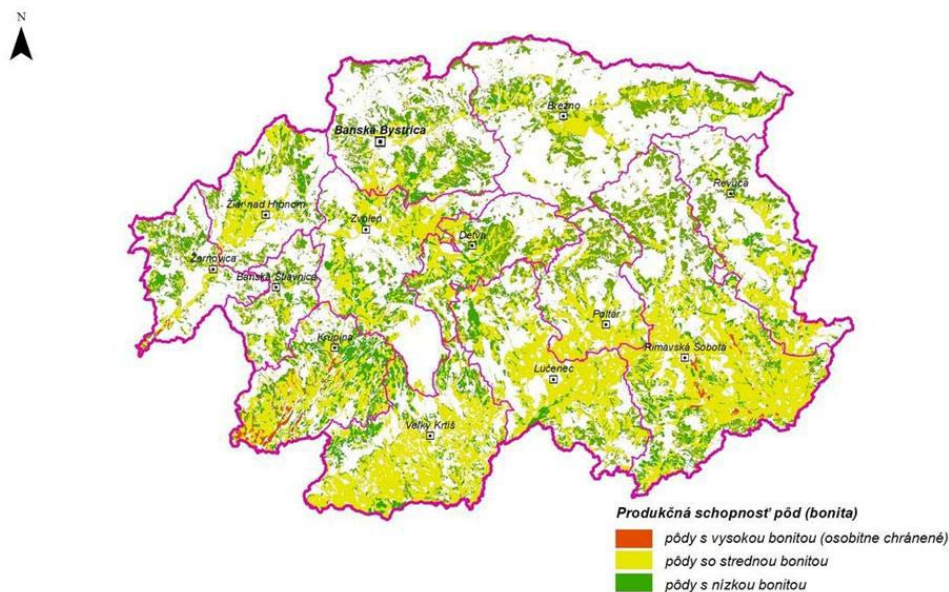 N
Brezno
Banská Bystrica
Revúca
Žiar nad Hronom
Zvolen
Detva
Žarnovica
Banská Štiavnica
Poltár
Krupina
Rimavská Sobota
Lučenec
Veľký Krtíš
Produkčná schopnosť pôd (bonita)
pôdy s vysokou bonitou (osobitne chránené)
pôdy so strednou bonitou
pôdy s nízkou bonitou